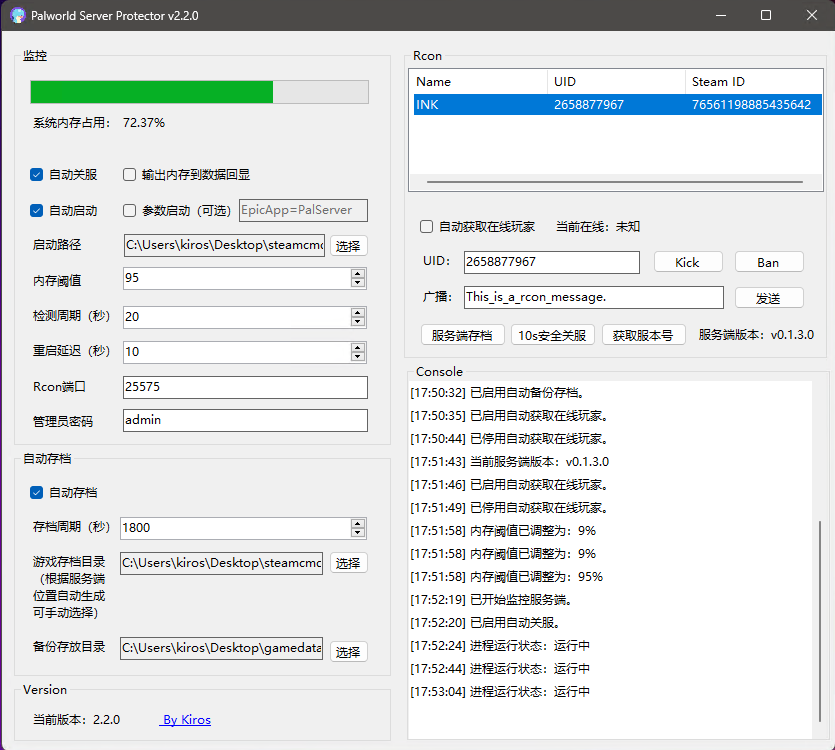 Palworld Server Protector v2.2.0
监控
系统内存占用： 72.37%
自动关服 输出内存到数据回显
自动启动 参数启动（可选） EpicApp=PalServer
启动路径 C:\Users\kiros\Desktop\steamcmd 选择
内存阈值 95
检测周期（秒） 20
重启延迟（秒） 10
Rcon端口 25575
管理员密码 admin
自动存档
自动存档
存档周期（秒） 1800
游戏存档目录 C:\Users\kiros\Desktop\steamcmd 选择
（根据服务端
位置自动生成
可手动选择）
备份存放目录 C:\Users\kiros\Desktop\gamedata 选择
Version
当前版本：2.2.0 By Kiros
Rcon
Name UID Steam ID
INK 2658877967 76561198885435642
自动获取在线玩家 当前在线：未知
UID： 2658877967 Kick Ban
广播： This_is_a_rcon_message. 发送
服务端存档 10s安全关服 获取服本号 服务端版本：v0.1.3.0
Console
[17:50:32] 已启用自动备份存档。
[17:50:35] 已启用自动获取在线玩家。
[17:50:44] 已停用自动获取在线玩家。
[17:51:43] 当前服务端版本：v0.1.3.0
[17:51:46] 已启用自动获取在线玩家。
[17:51:49] 已停用自动获取在线玩家。
[17:51:58] 内存阈值已调整为：9%
[17:51:58] 内存阈值已调整为：9%
[17:51:58] 内存阈值已调整为：95%
[17:52:19] 已开始监控服务端。
[17:52:20] 已启用自动关服。
[17:52:24] 进程运行状态：运行中
[17:52:44] 进程运行状态：运行中
[17:53:04] 进程运行状态：运行中